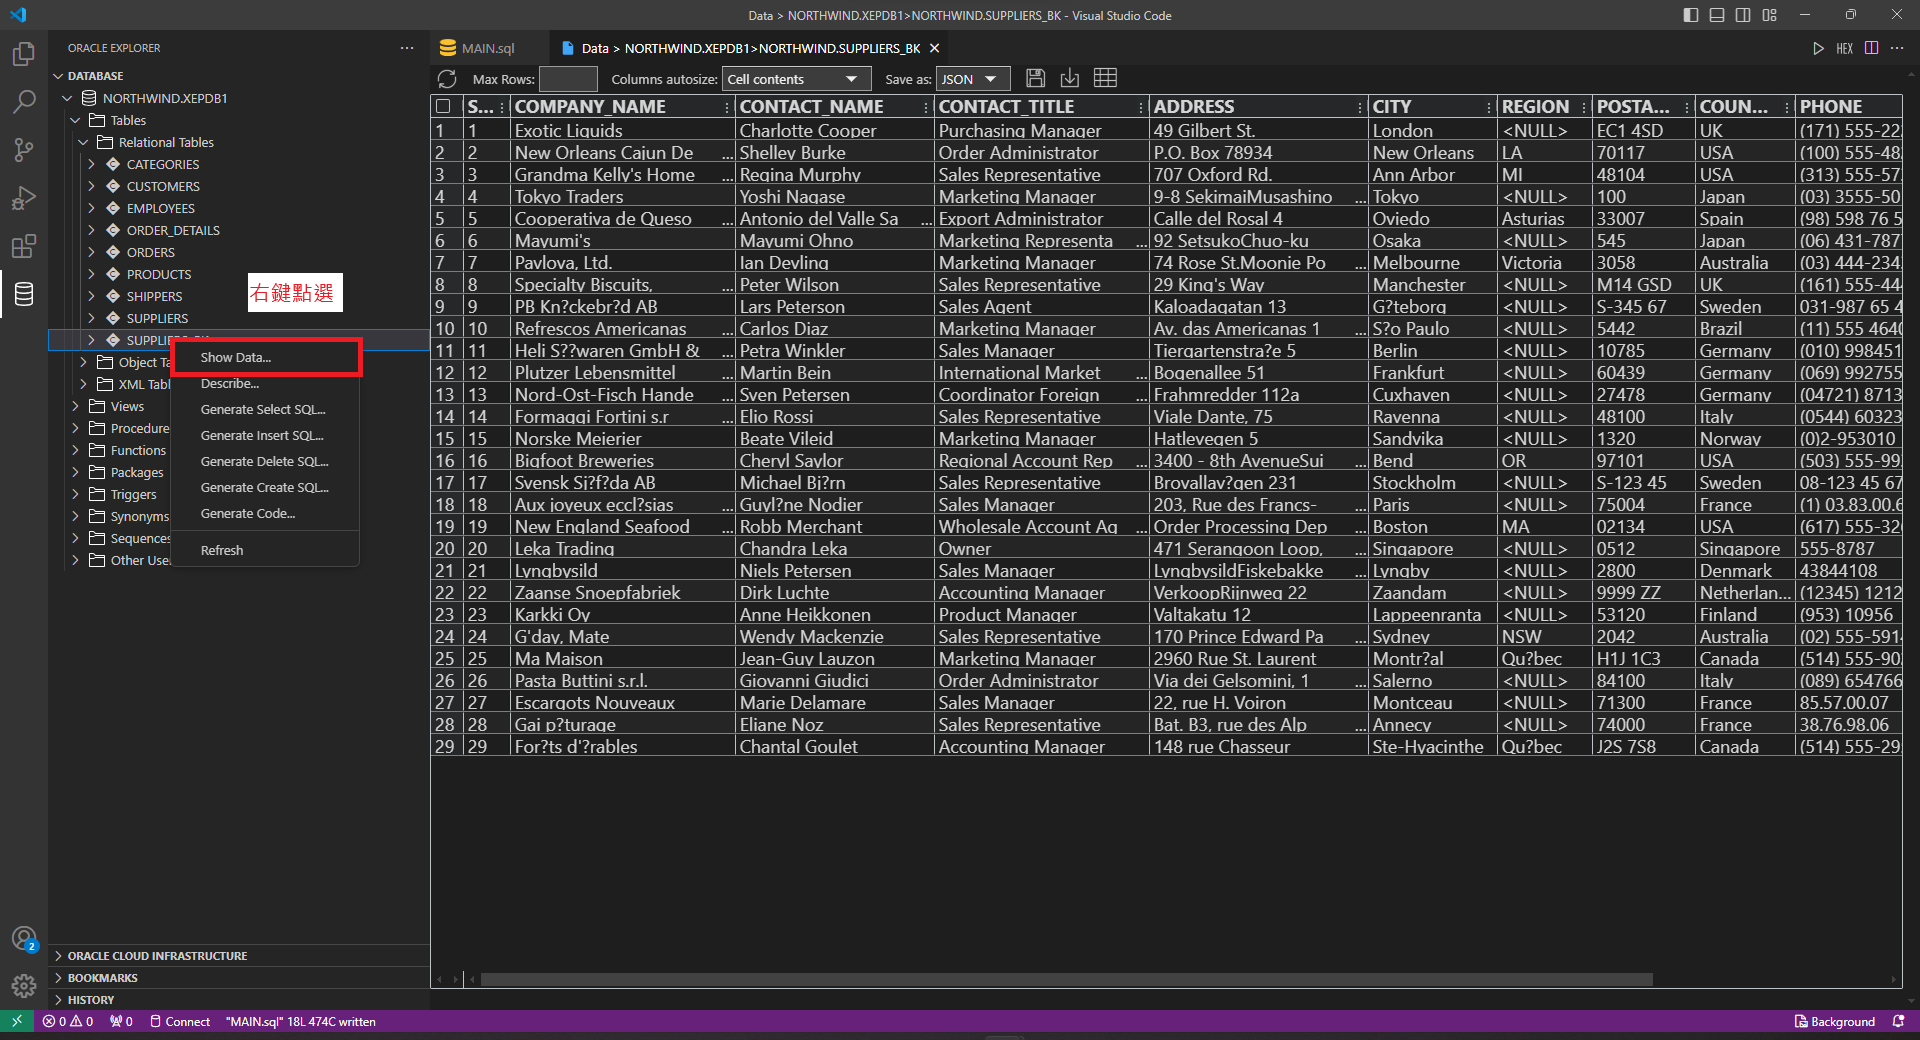 Data > NORTHWIND.XEPDB1>NORTHWIND.SUPPLIERS_BK - Visual Studio Code
ORACLE EXPLORER
DATABASE
NORTHWIND.XEPDB1
Tables
Relational Tables
CATEGORIES
CUSTOMERS
EMPLOYEES
ORDER_DETAILS
ORDERS
PRODUCTS
SHIPPERS
SUPPLIERS
右鍵點選
Show Data...
Describe...
Generate Select SQL...
Generate Insert SQL...
Generate Delete SQL...
Generate Create SQL...
Generate Code...
Refresh
Object Ta
XML Tabl
Views
Procedure
Functions
Packages
Triggers
Synonyms
Sequences
Other Use
ORACLE CLOUD INFRASTRUCTURE
BOOKMARKS
HISTORY
MAIN.sql
Data > NORTHWIND.XEPDB1>NORTHWIND.SUPPLIERS_BK
HEX
Max Rows: Columns autosize: Cell contents Save as: JSON
S... COMPANY_NAME CONTACT_NAME CONTACT_TITLE ADDRESS CITY REGION POSTA... COUN... PHONE
1 1 Exotic Liquids Charlotte Cooper Purchasing Manager 49 Gilbert St. London <NULL> EC1 4SD UK (171) 555-22
2 2 New Orleans Cajun De ... Shelley Burke Order Administrator P.O. Box 78934 New Orleans LA 70117 USA (100) 555-48
3 3 Grandma Kelly's Home ... Regina Murphy Sales Representative 707 Oxford Rd. Ann Arbor MI 48104 USA (313) 555-57
4 4 Tokyo Traders Yoshi Nagase Marketing Manager 9-8 SekimaiMusashino ... Tokyo <NULL> 100 Japan (03) 3555-50
5 5 Cooperativa de Queso ... Antonio del Valle Sa ... Export Administrator Calle del Rosal 4 Oviedo Asturias 33007 Spain (98) 598 76 5
6 6 Mayumi's Mayumi Ohno Marketing Representa ... 92 SetsukoChuo-ku Osaka <NULL> 545 Japan (06) 431-787
7 7 Pavlova, Ltd. Ian Devling Marketing Manager 74 Rose St.Moonie Po ... Melbourne Victoria 3058 Australia (03) 444-234
8 8 Specialty Biscuits, ... Peter Wilson Sales Representative 29 King's Way Manchester <NULL> M14 GSD UK (161) 555-44
9 9 PB Kn?ckebr?d AB Lars Peterson Sales Agent Kaloadagatan 13 G?teborg <NULL> S-345 67 Sweden 031-987 65 4
10 10 Refrescos Americanas ... Carlos Diaz Marketing Manager Av. das Americanas 1 ... S?o Paulo <NULL> 5442 Brazil (11) 555 4640
11 11 Heli S??waren GmbH & ... Petra Winkler Sales Manager Tiergartenstra?e 5 Berlin <NULL> 10785 Germany (010) 998451
12 12 Plutzer Lebensmittel ... Martin Bein International Market ... Bogenallee 51 Frankfurt <NULL> 60439 Germany (069) 992755
13 13 Nord-Ost-Fisch Hande ... Sven Petersen Coordinator Foreign ... Frahmredder 112a Cuxhaven <NULL> 27478 Germany (04721) 8713
14 14 Formaggi Fortini s.r ... Elio Rossi Sales Representative Viale Dante, 75 Ravenna <NULL> 48100 Italy (0544) 60323
15 15 Norske Meierier Beate Vileid Marketing Manager Hatlevegen 5 Sandvika <NULL> 1320 Norway (0)2-953010
16 16 Bigfoot Breweries Cheryl Saylor Regional Account Rep ... 3400 - 8th AvenueSui ... Bend OR 97101 USA (503) 555-99
17 17 Svensk Sj?f?da AB Michael Bj?rn Sales Representative Brovallav?gen 231 Stockholm <NULL> S-123 45 Sweden 08-123 45 67
18 18 Aux joyeux eccl?sias ... Guyl?ne Nodier Sales Manager 203, Rue des Francs- ... Paris <NULL> 75004 France (1) 03.83.00.6
19 19 New England Seafood ... Robb Merchant Wholesale Account Ag ... Order Processing Dep ... Boston MA 02134 USA (617) 555-32
20 20 Leka Trading Chandra Leka Owner 471 Serangoon Loop, ... Singapore <NULL> 0512 Singapore 555-8787
21 21 Lyngbysild Niels Petersen Sales Manager LyngbysildFiskebakke ... Lyngby <NULL> 2800 Denmark 43844108
22 22 Zaanse Snoepfabriek Dirk Luchte Accounting Manager VerkoopRijnweg 22 Zaandam <NULL> 9999 ZZ Netherlan... (12345) 1212
23 23 Karkki Oy Anne Heikkonen Product Manager Valtakatu 12 Lappeenranta <NULL> 53120 Finland (953) 10956
24 24 G'day, Mate Wendy Mackenzie Sales Representative 170 Prince Edward Pa ... Sydney NSW 2042 Australia (02) 555-591
25 25 Ma Maison Jean-Guy Lauzon Marketing Manager 2960 Rue St. Laurent Montr?al Qu?bec H1J 1C3 Canada (514) 555-90
26 26 Pasta Buttini s.r.l. Giovanni Giudici Order Administrator Via dei Gelsomini, 1 ... Salerno <NULL> 84100 Italy (089) 654766
27 27 Escargots Nouveaux Marie Delamare Sales Manager 22, rue H. Voiron Montceau <NULL> 71300 France 85.57.00.07
28 28 Gai p?turage Eliane Noz Sales Representative Bat. B3, rue des Alp ... Annecy <NULL> 74000 France 38.76.98.06
29 29 For?ts d'?rables Chantal Goulet Accounting Manager 148 rue Chasseur Ste-Hyacinthe Qu?bec J2S 7S8 Canada (514) 555-29
2
0 0 0 Connect "MAIN.sql" 18L 474C written Background